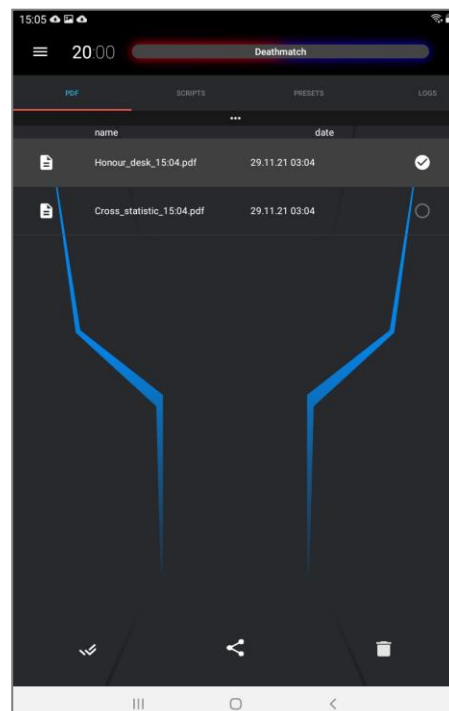 15:05
20:00 Deathmatch
PDF SCRIPTS PRESETS LOGS
name date
Honour_desk_15:04.pdf 29.11.21 03:04
Cross_statistic_15:04.pdf 29.11.21 03:04